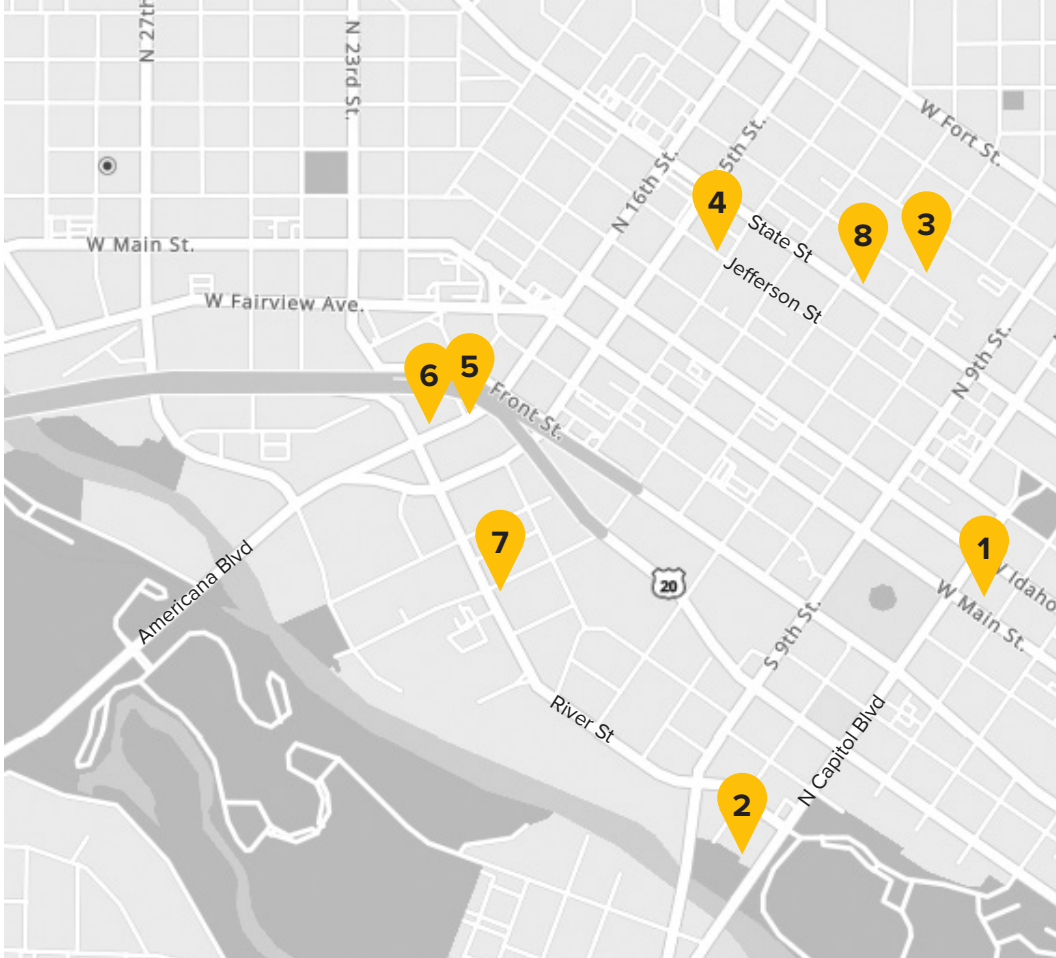 N 27th
N 23rd St.
W Fort St.
5th St.
N 16th St.
4
State St
8
3
Jefferson St
W Main St.
W Fairview Ave.
N 9th St.
6
5
Front St.
7
1
20
Americana Blvd
W Main St.
Idaho
S 9th St.
River St
N Capitol Blvd
2